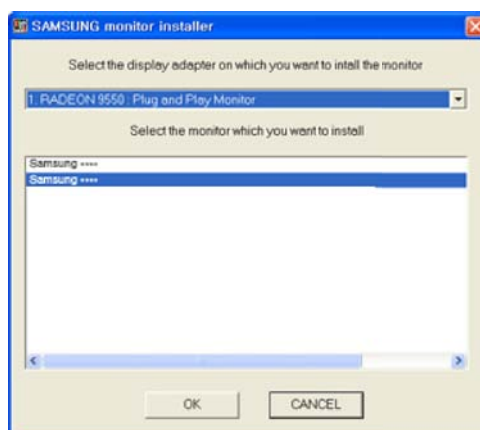 SAMSUNG monitor installer
Select the display adapter on which you want to intall the monitor
1. RADEON 9550 : Plug and Play Monitor
Select the monitor which you want to install
Samsung ****
Samsung ****
OK
CANCEL